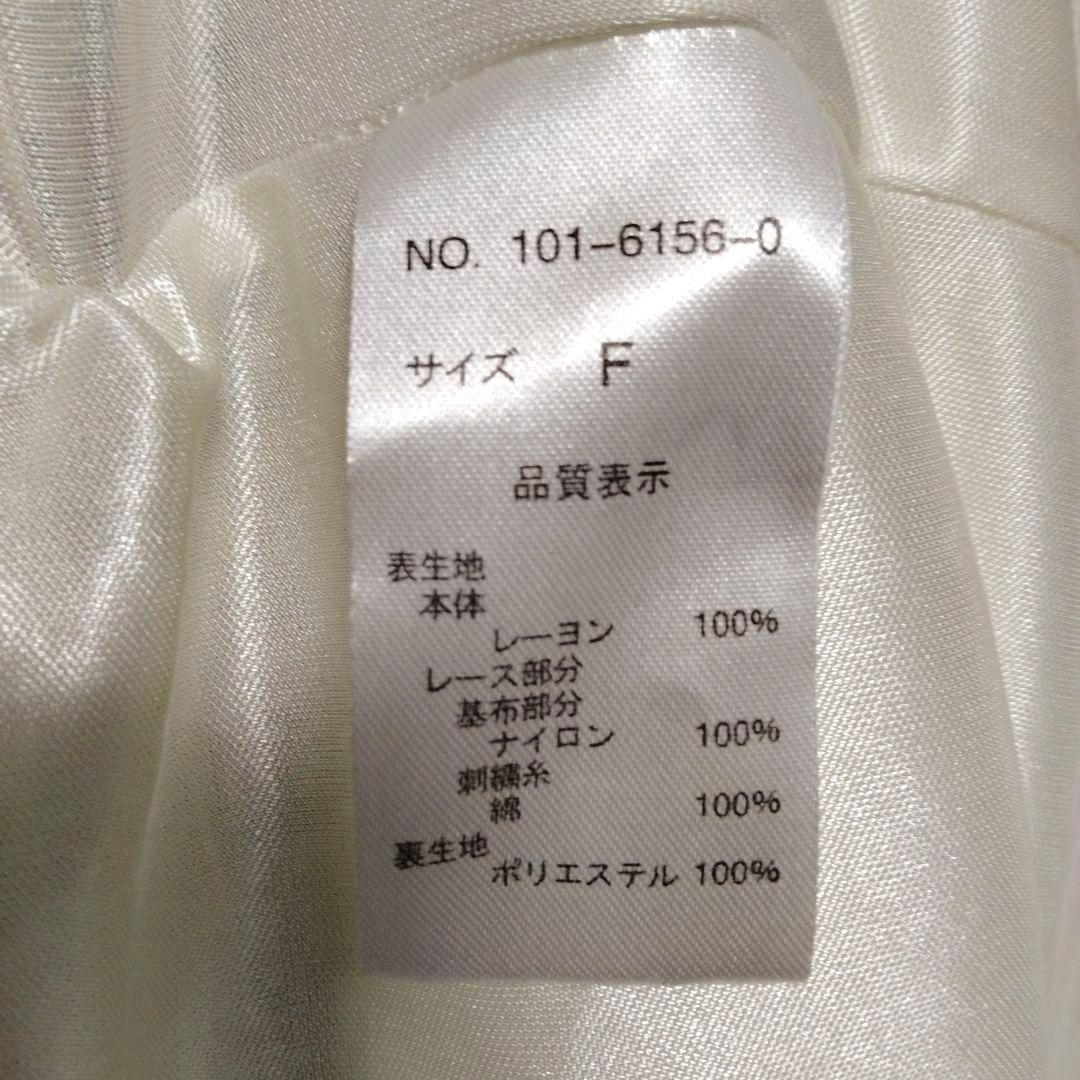 NO. 101-6156-0
サイズ F
品質表示
表生地
本体
レーヨン 100%
レース部分
基布部分
ナイロン 100%
刺繍糸
綿 100%
裏生地
ポリエステル 100%